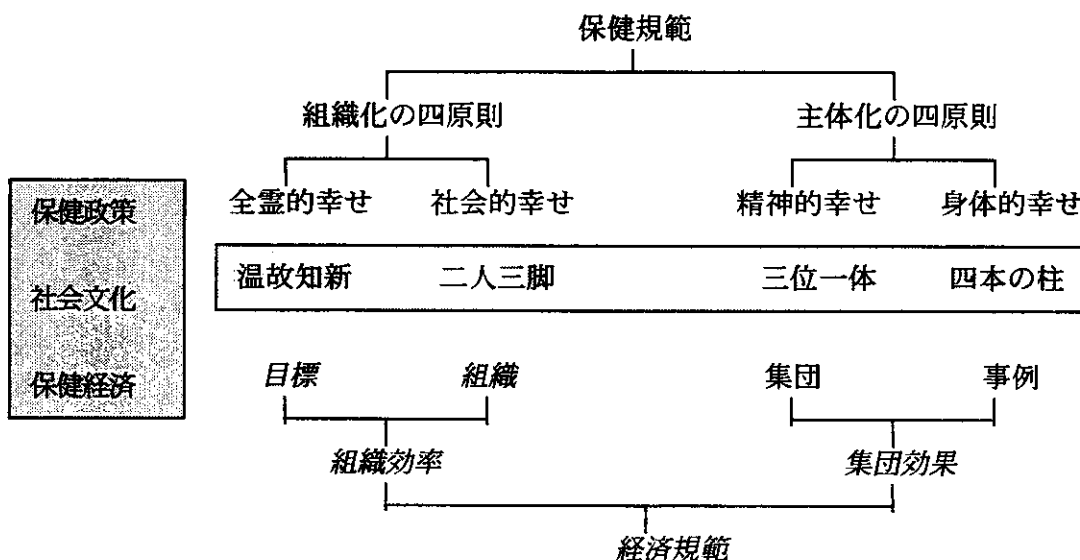 保健規範
組織化の四原則 主体化の四原則
保健政策 全霊的幸せ 社会的幸せ 精神的幸せ 身体的幸せ
社会文化 温故知新 二人三脚 三位一体 四本の柱
保健経済 目標 組織 集団 事例
組織効率 集団効果
経済規範